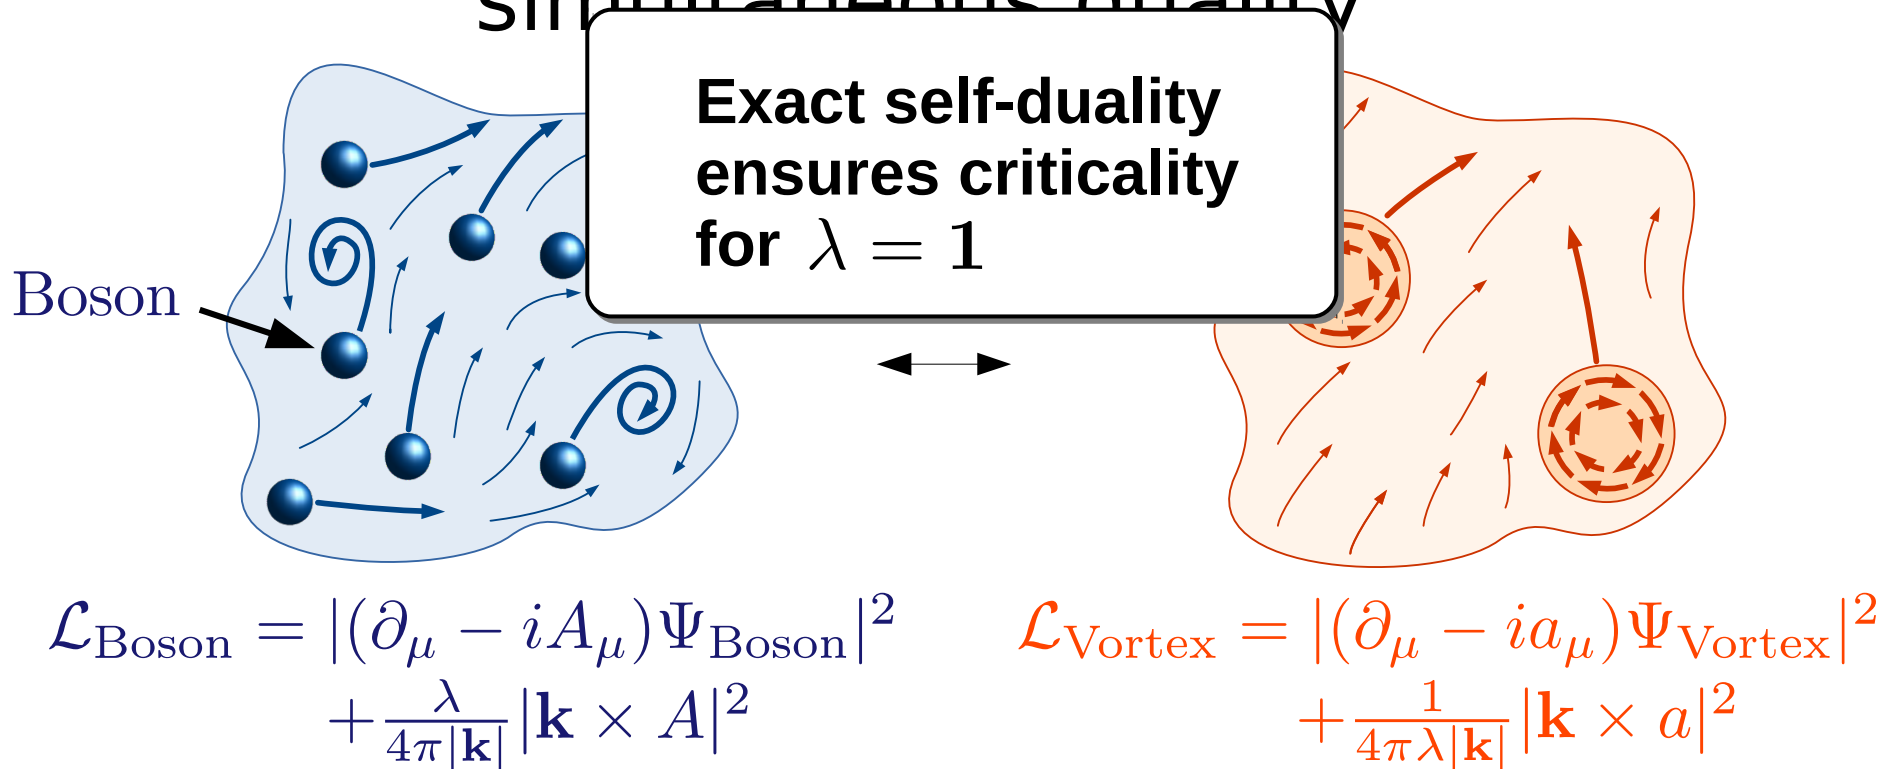 Exact self-duality
ensures criticality
for λ = 1
Boson
ℒ_Boson = |(∂_μ − iA_μ)Ψ_Boson|²
+ λ/(4π|𝐤|) |𝐤 × A|²
ℒ_Vortex = |(∂_μ − ia_μ)Ψ_Vortex|²
+ 1/(4πλ|𝐤|) |𝐤 × a|²